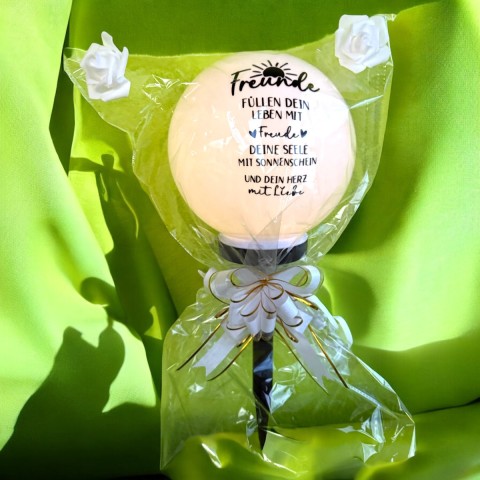 Freunde
FÜLLEN DEIN
LEBEN MIT
Freude
DEINE SEELE
MIT SONNENSCHEIN
UND DEIN HERZ
mit Liebe